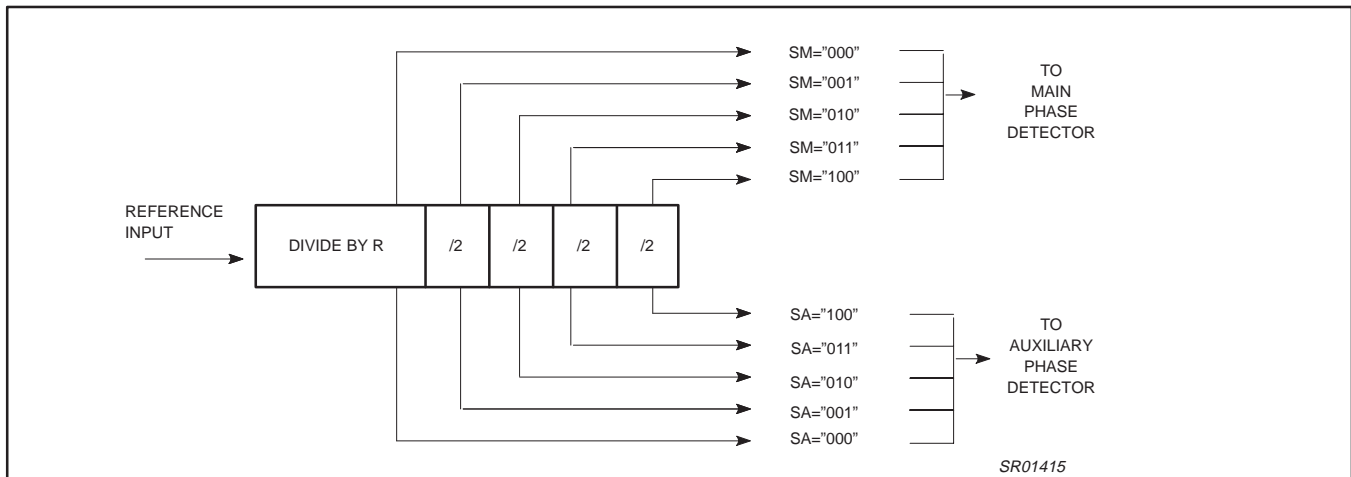 SM=”000”
SM=”001”
SM=”010”
SM=”011”
SM=”100”
TO
MAIN
PHASE
DETECTOR
REFERENCE
INPUT
DIVIDE BY R
/2
/2
/2
/2
SA=”100”
SA=”011”
SA=”010”
SA=”001”
SA=”000”
TO
AUXILIARY
PHASE
DETECTOR
SR01415